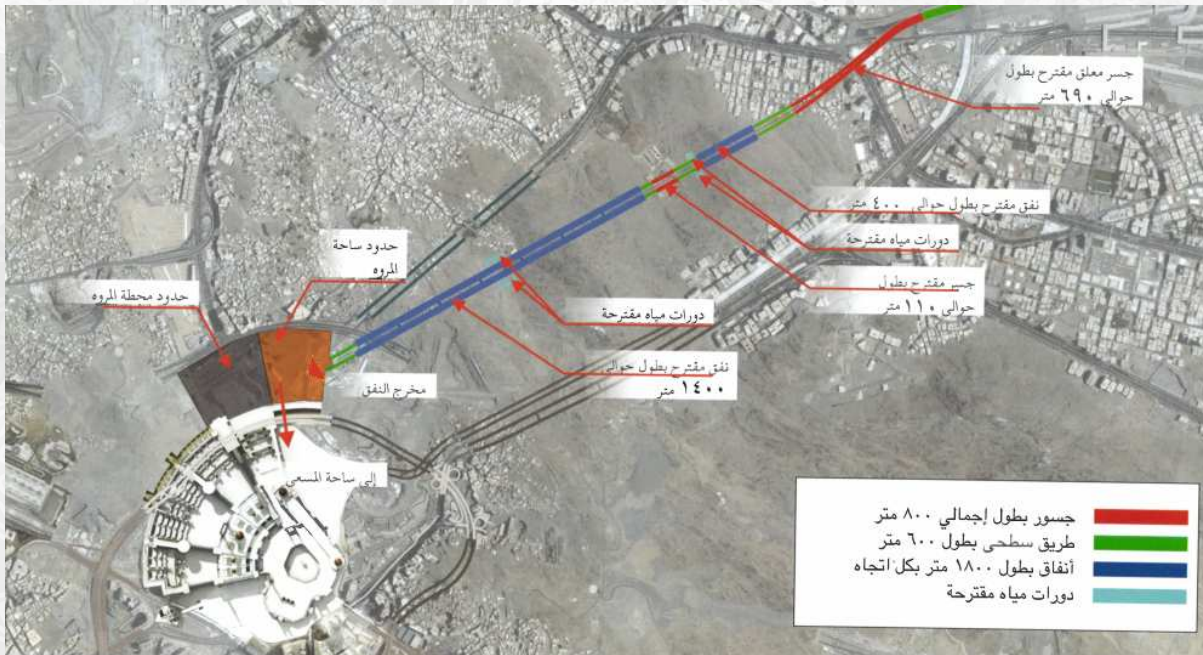 جسر معلق مقترح بطول
حوالي ٦٩٠ متر
نفق مقترح بطول حوالي ٤٠٠ متر
دورات مياه مقترحة
جسر مقترح بطول
حوالي ١١٠ متر
حدود ساحة
المروه
حدود محطة المروه
دورات مياه مقترحة
نفق مقترح بطول حوالي
١٤٠٠ متر
مخرج النفق
إلى ساحة المسعى
جسور بطول إجمالي ٨٠٠ متر
طريق سطحي بطول ٦٠٠ متر
أنفاق بطول ١٨٠٠ متر بكل اتجاه
دورات مياه مقترحة